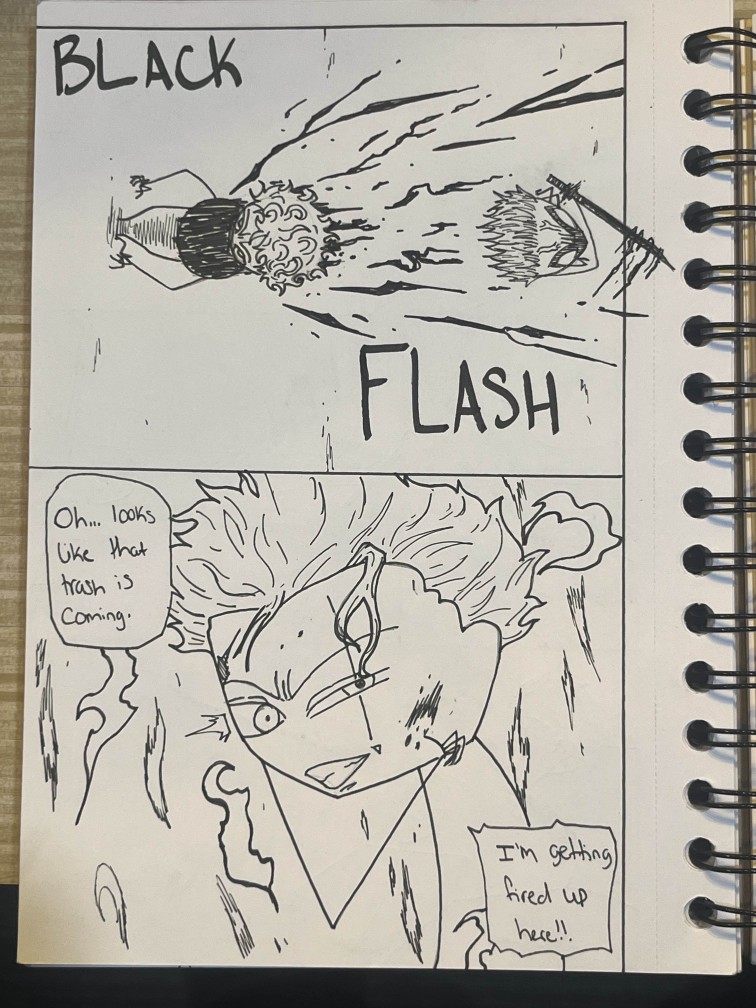 BLACK
FLASH
Oh... looks
like that
trash is
coming.
I'm getting
fired up
here!!